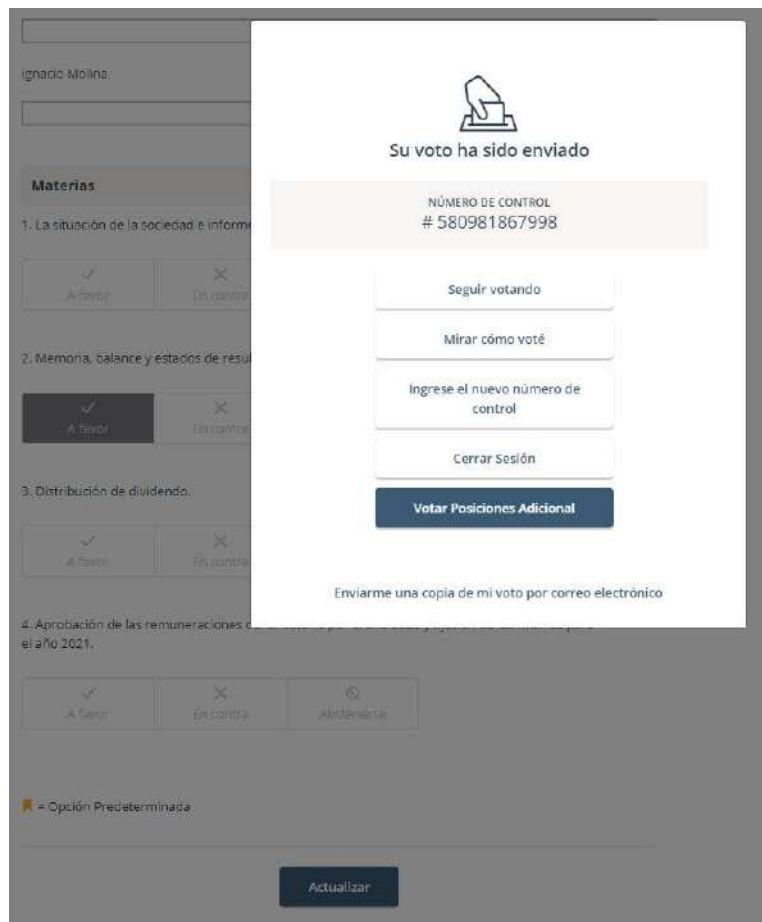 Ignacio Molina
Su voto ha sido enviado
NÚMERO DE CONTROL
# 580981867998
Seguir votando
Mirar cómo voté
Ingrese el nuevo número de
control
Cerrar Sesión
Votar Posiciones Adicional
Enviarme una copia de mi voto por correo electrónico
Materias
1. La situación de la sociedad e inform
A favor
En contra
2. Memoria, balance y estados de resul
A favor
En contra
3. Distribución de dividendo.
A favor
En contra
4. Aprobación de las remuneraciones
el año 2021.
A favor
En contra
Abstenerse
= Opción Predeterminada
Actualizar